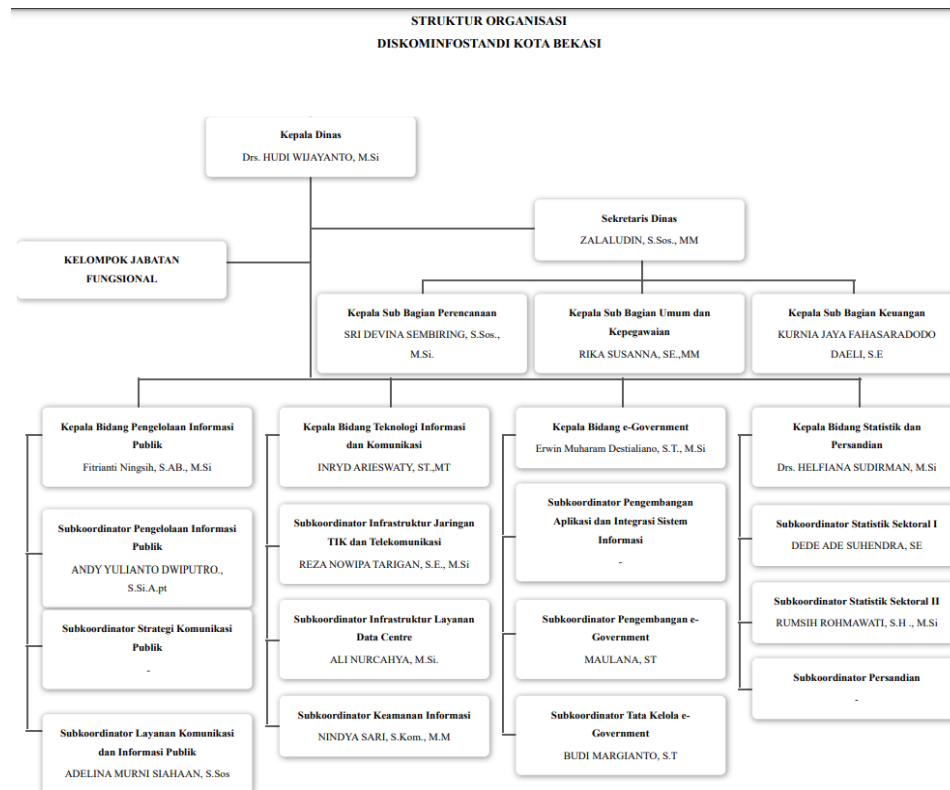 STRUKTUR ORGANISASI
DISKOMINFOSTANDI KOTA BEKASI
Kepala Dinas
Drs. HUDI WIJAYANTO, M.Si
Sekretaris Dinas
ZALALUDIN, S.Sos., MM
KELOMPOK JABATAN
FUNGSIONAL
Kepala Sub Bagian Perencanaan
SRI DEVINA SEMBIRING, S.Sos.,
M.Si.
Kepala Sub Bagian Umum dan
Kepegawaian
RIKA SUSANNA, SE.,MM
Kepala Sub Bagian Keuangan
KURNIA JAYA FAHASARADODO
DAELI, S.E
Kepala Bidang Pengelolaan Informasi
Publik
Fitrianti Ningsih, S.AB., M.Si
Subkoordinator Pengelolaan Informasi
Publik
ANDY YULIANTO DWIPUTRO.,
S.Si.A.pt
Subkoordinator Strategi Komunikasi
Publik
-
Subkoordinator Layanan Komunikasi
dan Informasi Publik
ADELINA MURNI SIAHAAN, S.Sos
Kepala Bidang Teknologi Informasi
dan Komunikasi
INRYD ARIESWATY, ST.,MT
Subkoordinator Infrastruktur Jaringan
TIK dan Telekomunikasi
REZA NOWIPA TARIGAN, S.E., M.Si
Subkoordinator Infrastruktur Layanan
Data Centre
ALI NURCAHYA, M.Si.
Subkoordinator Keamanan Informasi
NINDYA SARI, S.Kom., M.M
Kepala Bidang e-Government
Erwin Muharam Destialiano, S.T., M.Si
Subkoordinator Pengembangan
Aplikasi dan Integrasi Sistem
Informasi
-
Subkoordinator Pengembangan e-
Government
MAULANA, ST
Subkoordinator Tata Kelola e-
Government
BUDI MARGIANTO, S.T
Kepala Bidang Statistik dan
Persandian
Drs. HELFIANA SUDIRMAN, M.Si
Subkoordinator Statistik Sektoral I
DEDE ADE SUHENDRA, SE
Subkoordinator Statistik Sektoral II
RUMSIH ROHMAWATI, S.H ., M.Si
Subkoordinator Persandian
-